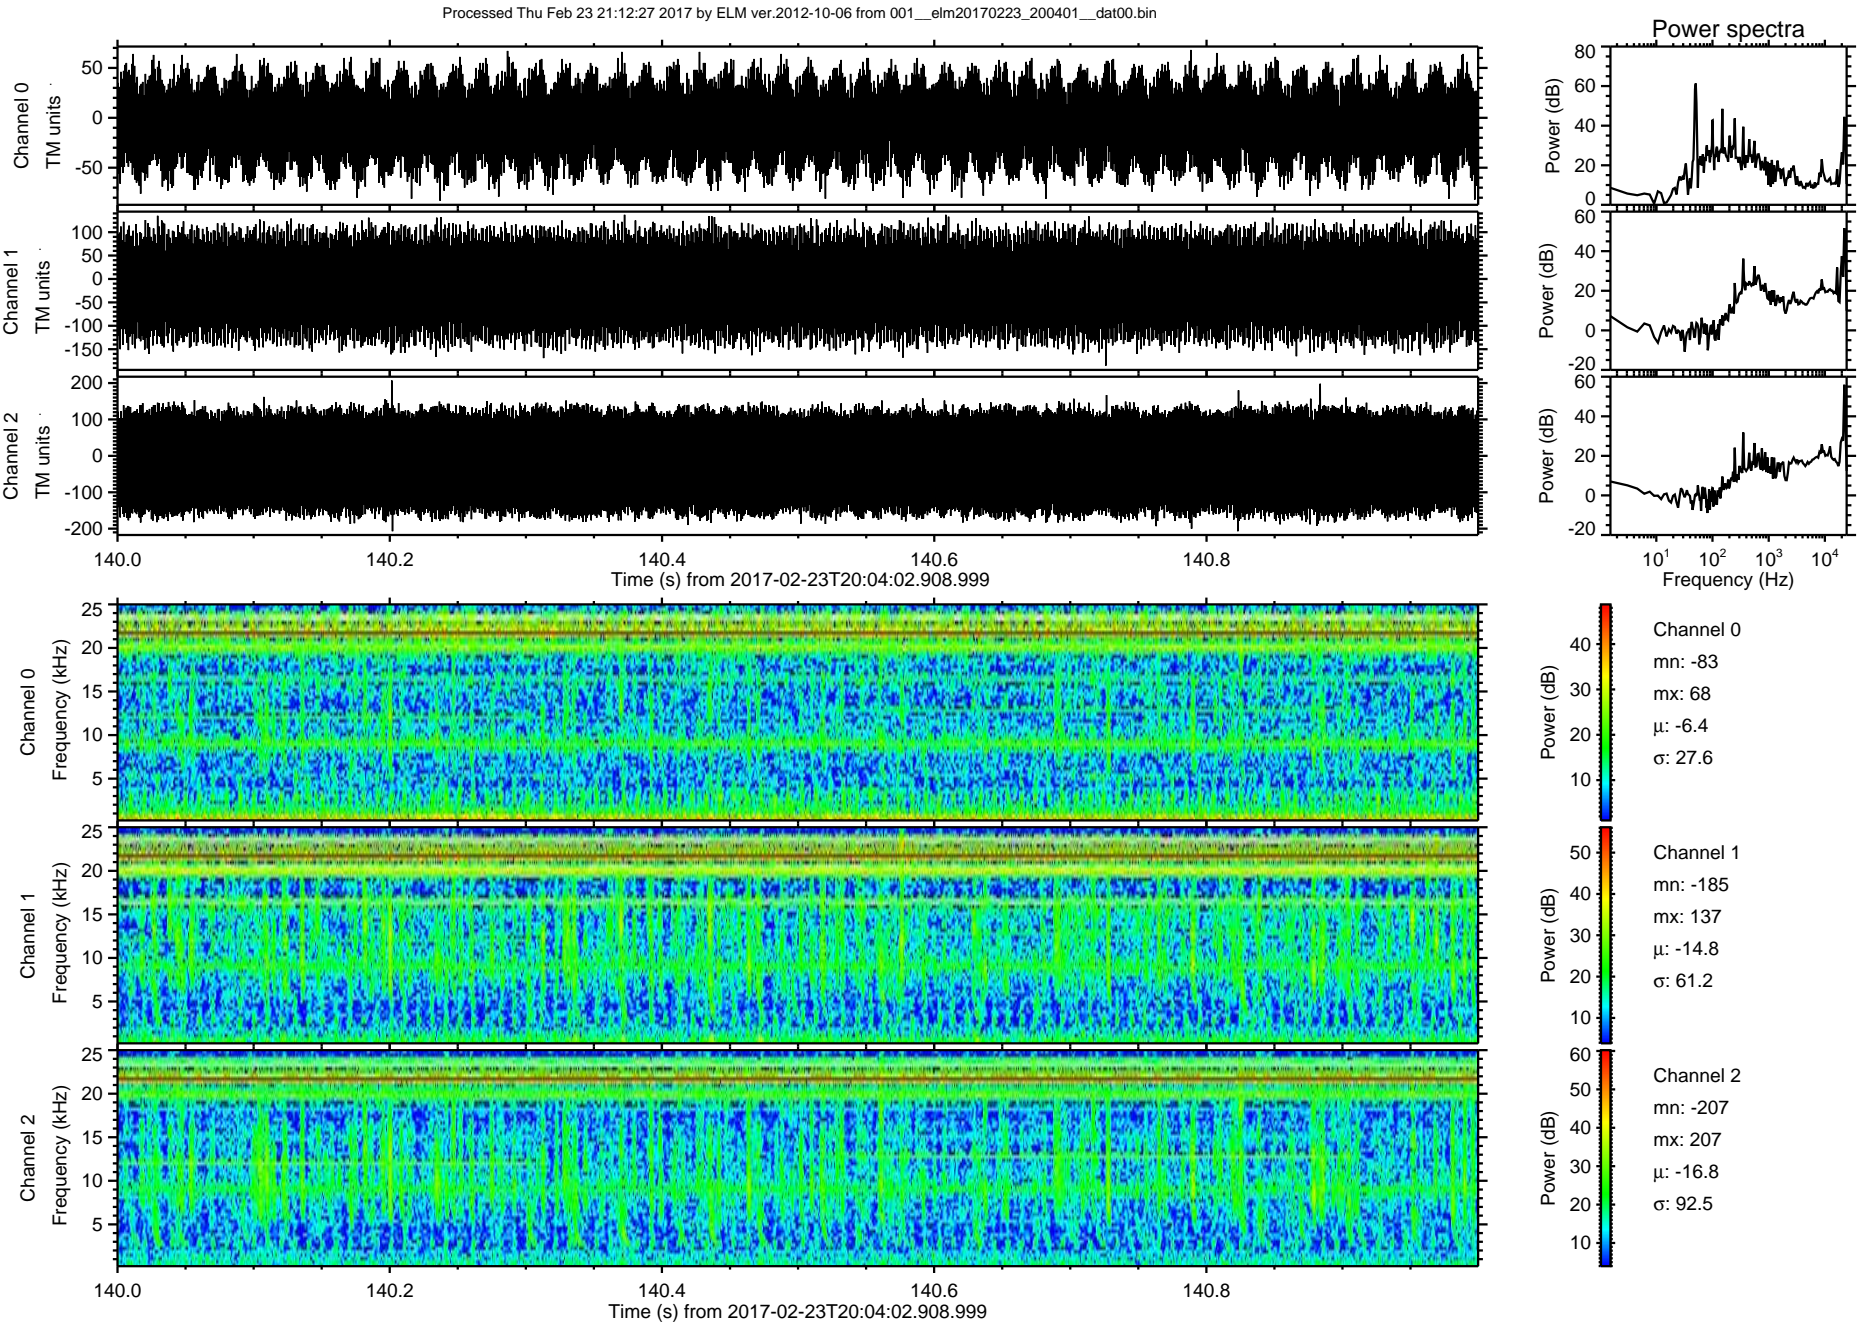 Processed Thu Feb 23 21:12:27 2017 by ELM ver.2012-10-06 from 001__elm20170223_200401__dat00.bin
Power spectra
Channel 0
TM units
50
0
-50
Power (dB)
80
60
40
20
0
Channel 1
TM units
100
50
0
-50
-100
-150
Power (dB)
60
40
20
0
-20
Channel 2
TM units
200
100
0
-100
-200
Power (dB)
60
40
20
0
-20
140.0 140.2 140.4 140.6 140.8
Time (s) from 2017-02-23T20:04:02.908.999
10¹ 10² 10³ 10⁴
Frequency (Hz)
Channel 0
Frequency (kHz)
25
20
15
10
5
Power (dB)
40
30
20
10
Channel 0
mn: -83
mx: 68
µ: -6.4
σ: 27.6
Channel 1
Frequency (kHz)
25
20
15
10
5
Power (dB)
50
40
30
20
10
Channel 1
mn: -185
mx: 137
µ: -14.8
σ: 61.2
Channel 2
Frequency (kHz)
25
20
15
10
5
Power (dB)
60
50
40
30
20
10
Channel 2
mn: -207
mx: 207
µ: -16.8
σ: 92.5
140.0 140.2 140.4 140.6 140.8
Time (s) from 2017-02-23T20:04:02.908.999